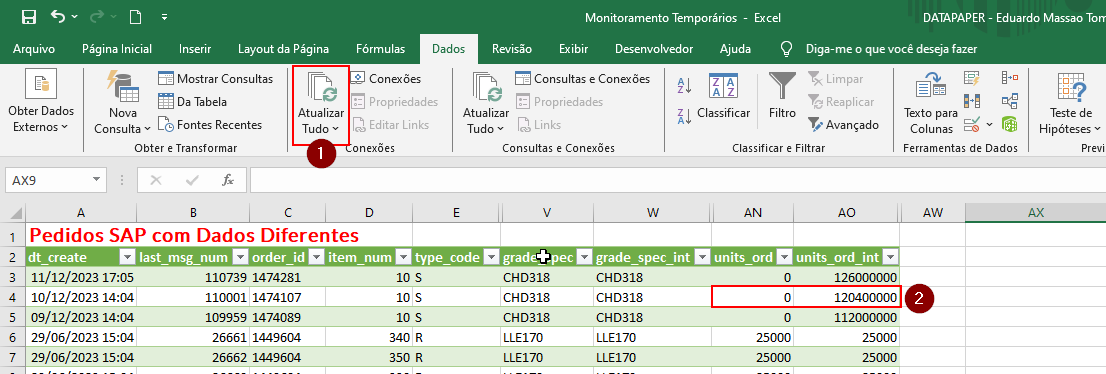 Monitoramento Temporários - Excel
DATAPAPER - Eduardo Massao Tom
Arquivo Página Inicial Inserir Layout da Página Fórmulas Dados Revisão Exibir Desenvolvedor Ajuda Diga-me o que você deseja fazer
Obter Dados Externos
Nova Consulta
Mostrar Consultas
Da Tabela
Fontes Recentes
Obter e Transformar
Atualizar Tudo
1
Conexões
Propriedades
Editar Links
Conexões
Atualizar Tudo
Consultas e Conexões
Propriedades
Links
Consultas e Conexões
Classificar
Filtro
Limpar
Reaplicar
Avançado
Classificar e Filtrar
Texto para Colunas
Ferramentas de Dados
Teste de Hipóteses
Previ
AX9 fx
A B C D E V W AN AO AW AX
1 Pedidos SAP com Dados Diferentes
2 dt_create last_msg_num order_id item_num type_code grade_spec grade_spec_int units_ord units_ord_int
3 11/12/2023 17:05 110739 1474281 10 S CHD318 CHD318 0 126000000
4 10/12/2023 14:04 110001 1474107 10 S CHD318 CHD318 0 120400000 2
5 09/12/2023 14:04 109959 1474089 10 S CHD318 CHD318 0 112000000
6 29/06/2023 15:04 26661 1449604 340 R LLE170 LLE170 25000 25000
7 29/06/2023 15:04 26662 1449604 350 R LLE170 LLE170 25000 25000